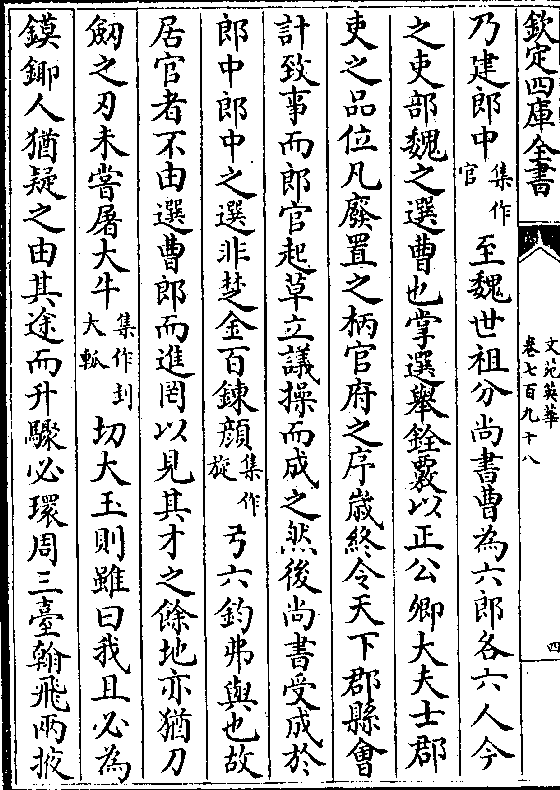 欽定四庫全書
文苑英華
卷七百九十八
四
乃建郎中集作官至魏世祖分尚書曹為六郎各六人今
之吏部魏之選曹也掌選舉銓覈以正公卿大夫士郡
吏之品位凡廢置之柄官府之序歲終令天下郡縣會
計致事而郎官起草立議操而成之然後尚書受成於
郎中郎中之選非楚金百鍊顏集作旋弓六鈞弗與也故
居官者不由選曹郎而進罔以見其才之餘地亦猶刀
劒之刃未嘗屠大牛集作刲大軱切大玉則雖曰我且必為
鏌鎁人猶疑之由其途而升驟必環周三臺翰飛兩掖